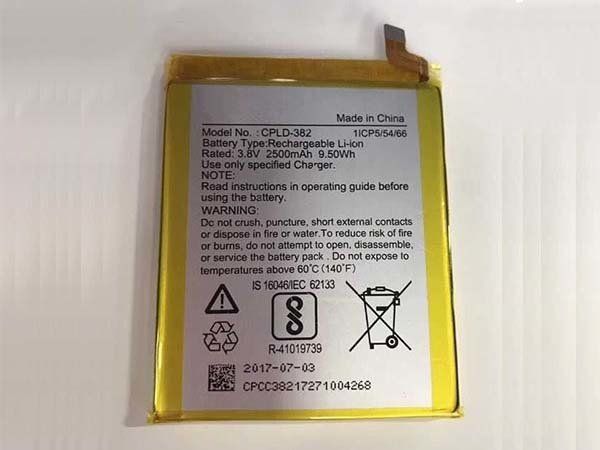 Made in China
Model No. : CPLD-382 1ICP5/54/66
Battery Type:Rechargeable Li-ion
Rated: 3.8V 2500mAh 9.50Wh
Use only specified Charger.
NOTE:
Read instructions in operating guide before
using the battery.
WARNING:
Do not crush, puncture, short external contacts
or dispose in fire or water.To reduce risk of fire
or burns, do not attempt to open, disassemble,
or service the battery pack . Do not expose to
temperatures above 60°C (140°F)
IS 16046/IEC 62133
R-41019739
2017-07-03
CPCC38217271004268